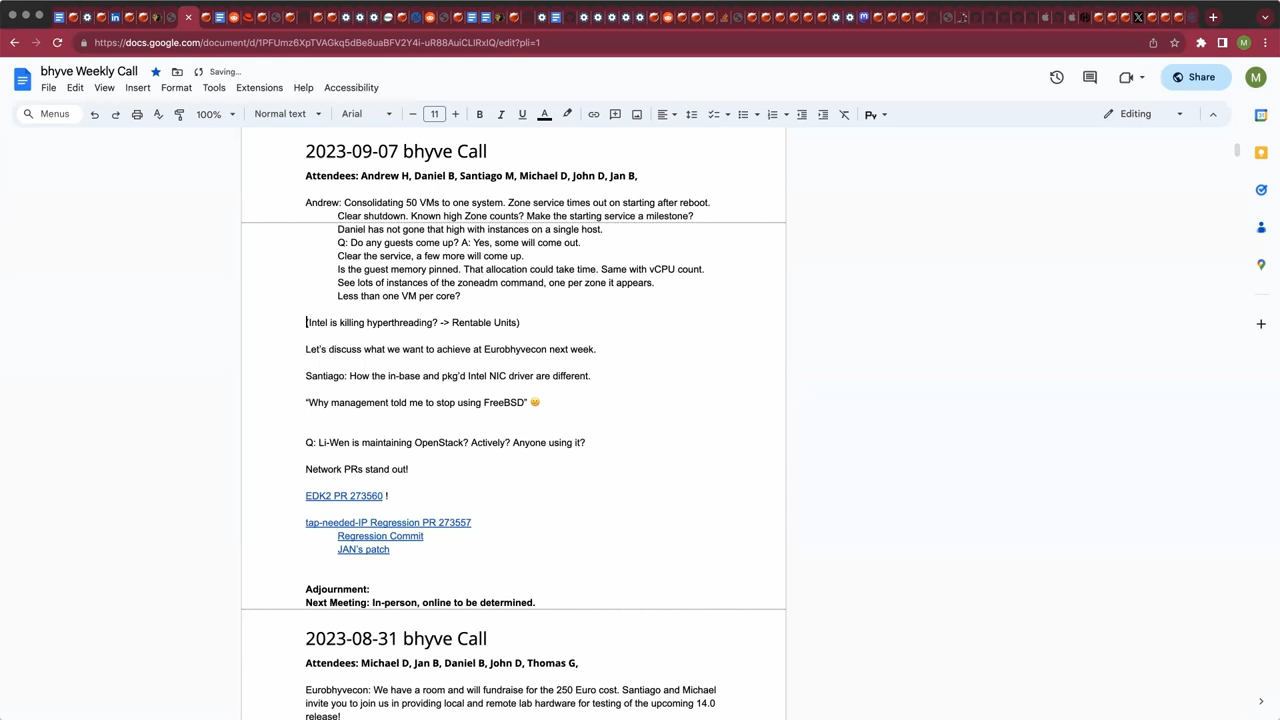 https://docs.google.com/document/d/1PFUmz6XpTVAGkq5dBe8uaBFV2Y4i-uR88AuiCLIRxIQ/edit?pli=1
bhyve Weekly Call
Saving...
File Edit View Insert Format Tools Extensions Help Accessibility
Share
M
Menus
100%
Normal text
Arial
11
Editing
2023-09-07 bhyve Call
Attendees: Andrew H, Daniel B, Santiago M, Michael D, John D, Jan B,
Andrew: Consolidating 50 VMs to one system. Zone service times out on starting after reboot.
Clear shutdown. Known high Zone counts? Make the starting service a milestone?
Daniel has not gone that high with instances on a single host.
Q: Do any guests come up? A: Yes, some will come out.
Clear the service, a few more will come up.
Is the guest memory pinned. That allocation could take time. Same with vCPU count.
See lots of instances of the zoneadm command, one per zone it appears.
Less than one VM per core?
(Intel is killing hyperthreading? -> Rentable Units)
Let's discuss what we want to achieve at Eurobhyvecon next week.
Santiago: How the in-base and pkg'd Intel NIC driver are different.
“Why management told me to stop using FreeBSD” 😀
Q: Li-Wen is maintaining OpenStack? Actively? Anyone using it?
Network PRs stand out!
EDK2 PR 273560 !
tap-needed-IP Regression PR 273557
Regression Commit
JAN's patch
Adjournment:
Next Meeting: In-person, online to be determined.
2023-08-31 bhyve Call
Attendees: Michael D, Jan B, Daniel B, John D, Thomas G,
Eurobhyvecon: We have a room and will fundraise for the 250 Euro cost. Santiago and Michael
invite you to join us in providing local and remote lab hardware for testing of the upcoming 14.0
release!